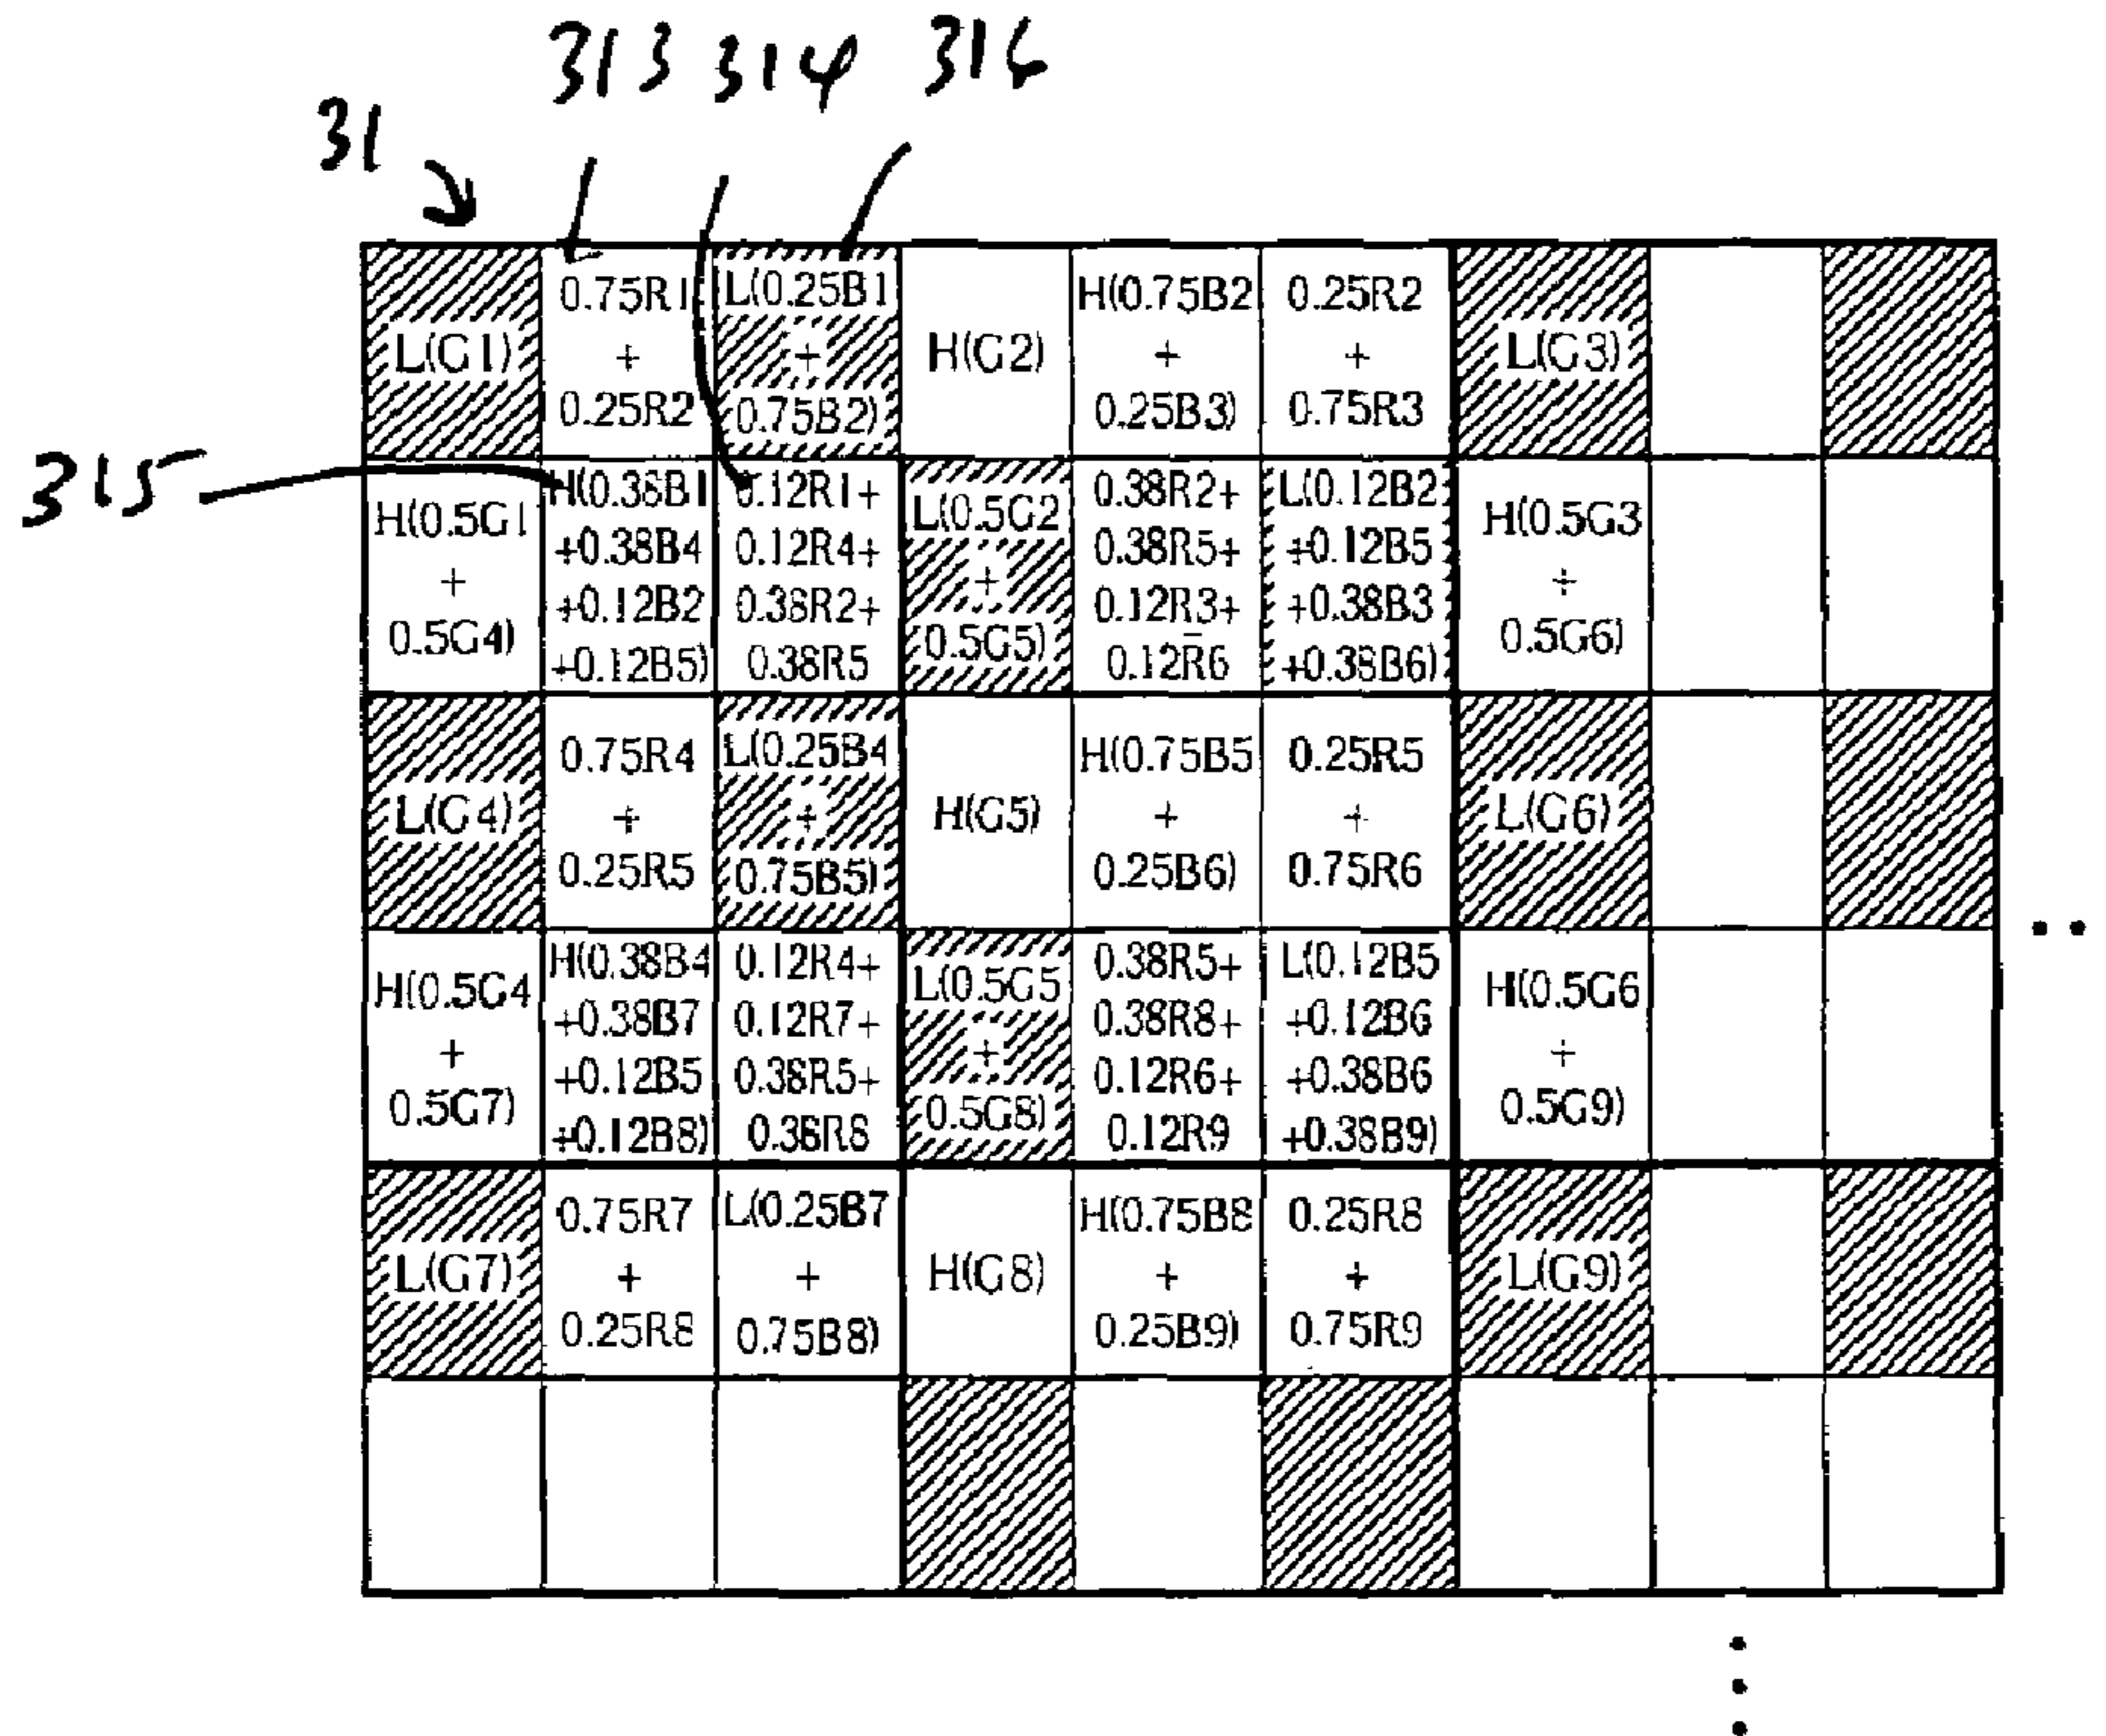 313 314 316
31
0.75R1
+
0.25R2
L(0.25B1
+
0.75B2)
H(0.75B2
+
0.25B3)
0.25R2
+
0.75R3
L(G1)
H(G2)
L(G3)
315
H(0.5G1
+
0.5G4)
H(0.38B1
+0.38B4
+0.12B2
+0.12B5)
0.12R1+
0.12R4+
0.38R2+
0.38R5
L(0.5G2
+
0.5G5)
0.38R2+
0.38R5+
0.12R3+
0.12R6
L(0.12B2
+0.12B5
+0.38B3
+0.38B6)
H(0.5G3
+
0.5G6)
L(G4)
0.75R4
+
0.25R5
L(0.25B4
+
0.75B5)
H(G5)
H(0.75B5
+
0.25B6)
0.25R5
+
0.75R6
L(G6)
H(0.5G4
+
0.5G7)
H(0.38B4
+0.38B7
+0.12B5
+0.12B8)
0.12R4+
0.12R7+
0.38R5+
0.38R8
L(0.5G5
+
0.5G8)
0.38R5+
0.38R8+
0.12R6+
0.12R9
L(0.12B5
+0.12B6
+0.38B6
+0.38B9)
H(0.5G6
+
0.5G9)
L(G7)
0.75R7
+
0.25R8
L(0.25B7
+
0.75B8)
H(G8)
H(0.75B8
+
0.25B9)
0.25R8
+
0.75R9
L(G9)